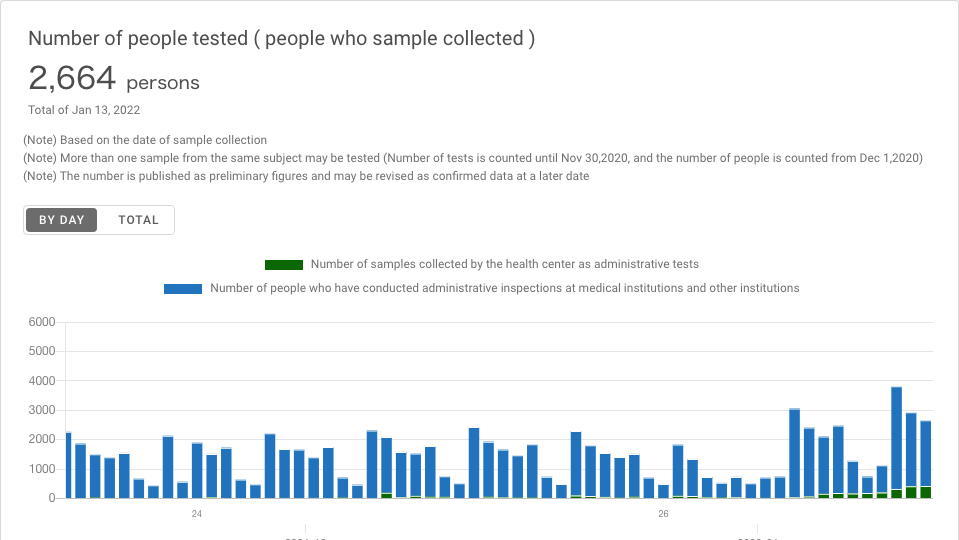 Number of people tested ( people who sample collected )
2,664 persons
Total of Jan 13, 2022
(Note) Based on the date of sample collection
(Note) More than one sample from the same subject may be tested (Number of tests is counted until Nov 30,2020, and the number of people is counted from Dec 1,2020)
(Note) The number is published as preliminary figures and may be revised as confirmed data at a later date
BY DAY TOTAL
Number of samples collected by the health center as administrative tests
Number of people who have conducted administrative inspections at medical institutions and other institutions
6000
5000
4000
3000
2000
1000
0
24 26